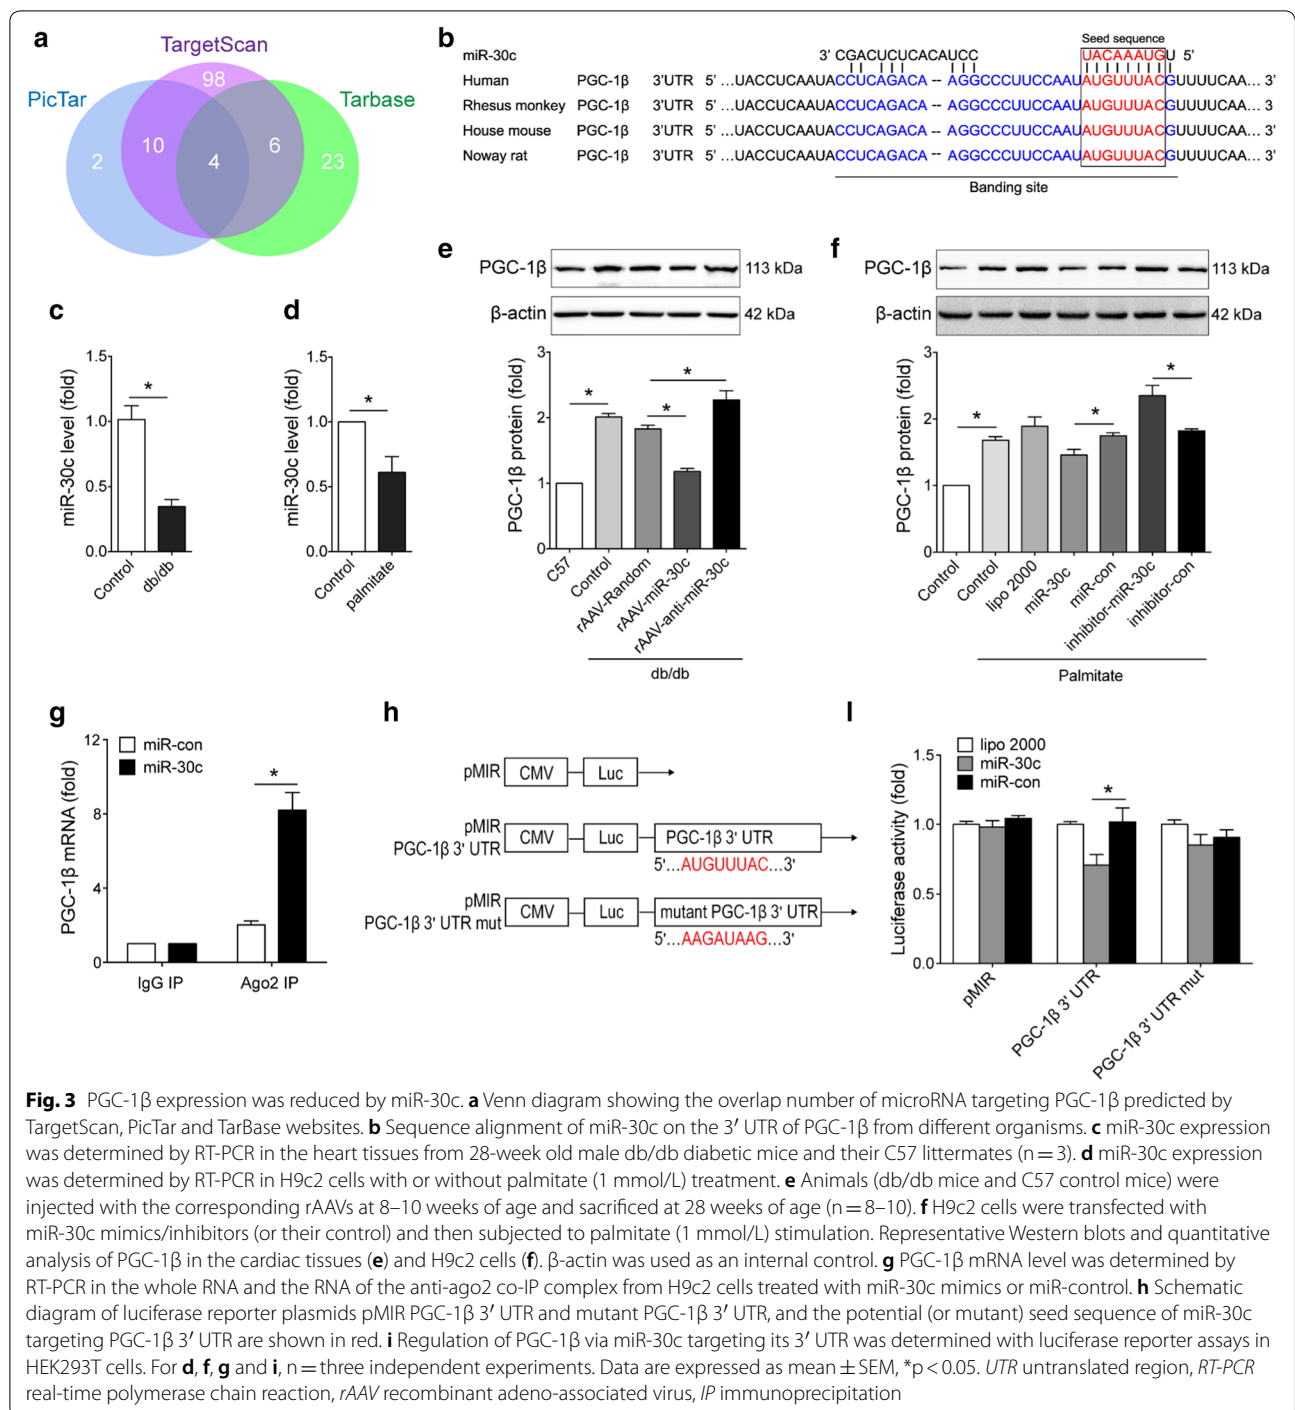 a
TargetScan
PicTar
Tarbase
98
10
6
2
4
23
b
Seed sequence
miR-30c 3' CGACUCUCACAUCC UACAAAUGU 5'
Human PGC-1β 3'UTR 5' ...UACCUCAAUACCUCAGACA -- AGGCCCUUCCAAUAUGUUUACGUUUUCAA... 3'
Rhesus monkey PGC-1β 3'UTR 5' ...UACCUCAAUACCUCAGACA -- AGGCCCUUCCAAUAUGUUUACGUUUUCAA... 3'
House mouse PGC-1β 3'UTR 5' ...UACCUCAAUACCUCAGACA -- AGGCCCUUCCAAUAUGUUUACGUUUUCAA... 3'
Noway rat PGC-1β 3'UTR 5' ...UACCUCAAUACCUCAGACA -- AGGCCCUUCCAAUAUGUUUACGUUUUCAA... 3'
Banding site
c
miR-30c level (fold)
1.5
1.0
0.5
0.0
*
Control
db/db
d
miR-30c level (fold)
1.5
1.0
0.5
0.0
*
Control
palmitate
e
PGC-1β 113 kDa
β-actin 42 kDa
PGC-1β protein (fold)
3
2
1
0
* * *
C57
Control
rAAV-Random
rAAV-miR-30c
rAAV-anti-miR-30c
db/db
f
PGC-1β 113 kDa
β-actin 42 kDa
PGC-1β protein (fold)
3
2
1
0
* * *
Control
Control
lipo 2000
miR-30c
miR-con
inhibitor-miR-30c
inhibitor-con
Palmitate
g
PGC-1β mRNA (fold)
12
8
4
0
miR-con
miR-30c
*
IgG IP
Ago2 IP
h
pMIR CMV Luc
pMIR
PGC-1β 3' UTR CMV Luc PGC-1β 3' UTR
5'...AUGUUUAC...3'
pMIR
PGC-1β 3' UTR mut CMV Luc mutant PGC-1β 3' UTR
5'...AAGAUAAG...3'
I
Luciferase activity (fold)
1.5
1.0
0.5
0.0
lipo 2000
miR-30c
miR-con
*
pMIR
PGC-1β 3' UTR
PGC-1β 3' UTR mut
Fig. 3 PGC-1β expression was reduced by miR-30c. a Venn diagram showing the overlap number of microRNA targeting PGC-1β predicted by
TargetScan, PicTar and TarBase websites. b Sequence alignment of miR-30c on the 3′ UTR of PGC-1β from different organisms. c miR-30c expression
was determined by RT-PCR in the heart tissues from 28-week old male db/db diabetic mice and their C57 littermates (n = 3). d miR-30c expression
was determined by RT-PCR in H9c2 cells with or without palmitate (1 mmol/L) treatment. e Animals (db/db mice and C57 control mice) were
injected with the corresponding rAAVs at 8–10 weeks of age and sacrificed at 28 weeks of age (n = 8–10). f H9c2 cells were transfected with
miR-30c mimics/inhibitors (or their control) and then subjected to palmitate (1 mmol/L) stimulation. Representative Western blots and quantitative
analysis of PGC-1β in the cardiac tissues (e) and H9c2 cells (f). β-actin was used as an internal control. g PGC-1β mRNA level was determined by
RT-PCR in the whole RNA and the RNA of the anti-ago2 co-IP complex from H9c2 cells treated with miR-30c mimics or miR-control. h Schematic
diagram of luciferase reporter plasmids pMIR PGC-1β 3′ UTR and mutant PGC-1β 3′ UTR, and the potential (or mutant) seed sequence of miR-30c
targeting PGC-1β 3′ UTR are shown in red. i Regulation of PGC-1β via miR-30c targeting its 3′ UTR was determined with luciferase reporter assays in
HEK293T cells. For d, f, g and i, n = three independent experiments. Data are expressed as mean ± SEM, *p < 0.05. UTR untranslated region, RT-PCR
real-time polymerase chain reaction, rAAV recombinant adeno-associated virus, IP immunoprecipitation